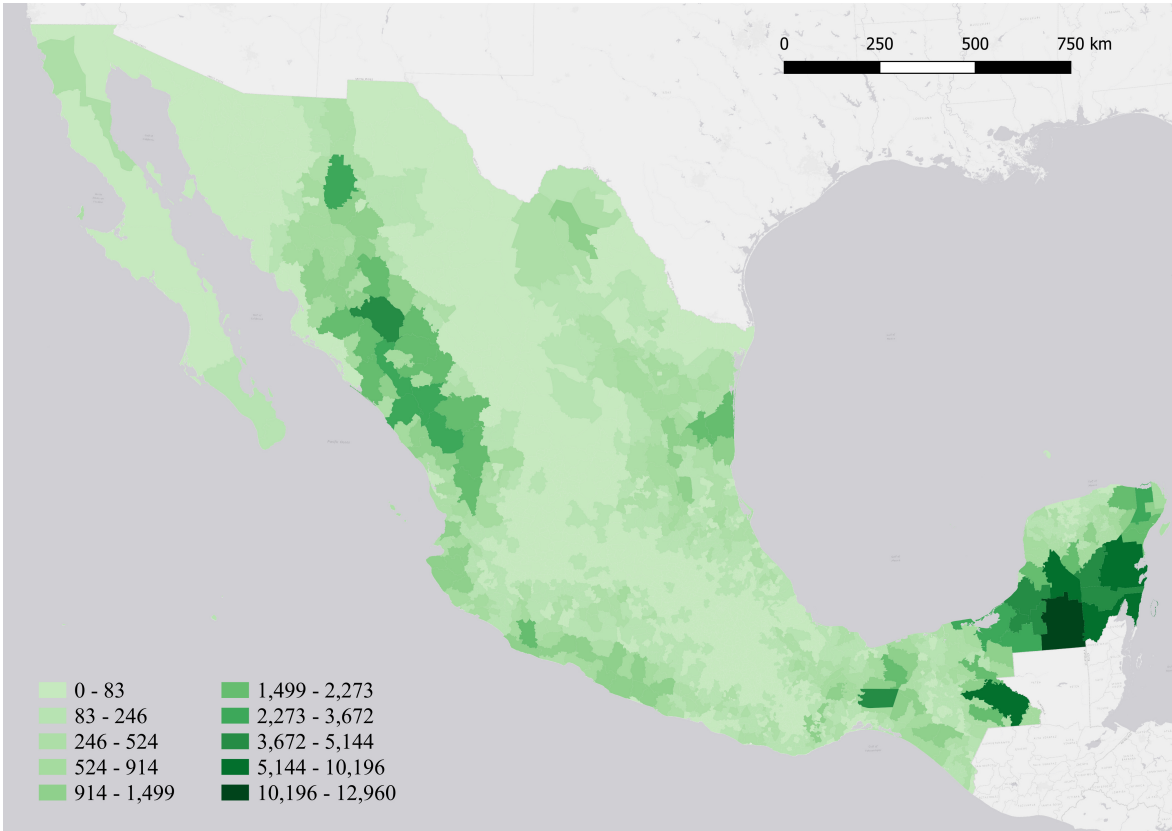 0 250 500 750 km
0 - 83 1,499 - 2,273
83 - 246 2,273 - 3,672
246 - 524 3,672 - 5,144
524 - 914 5,144 - 10,196
914 - 1,499 10,196 - 12,960